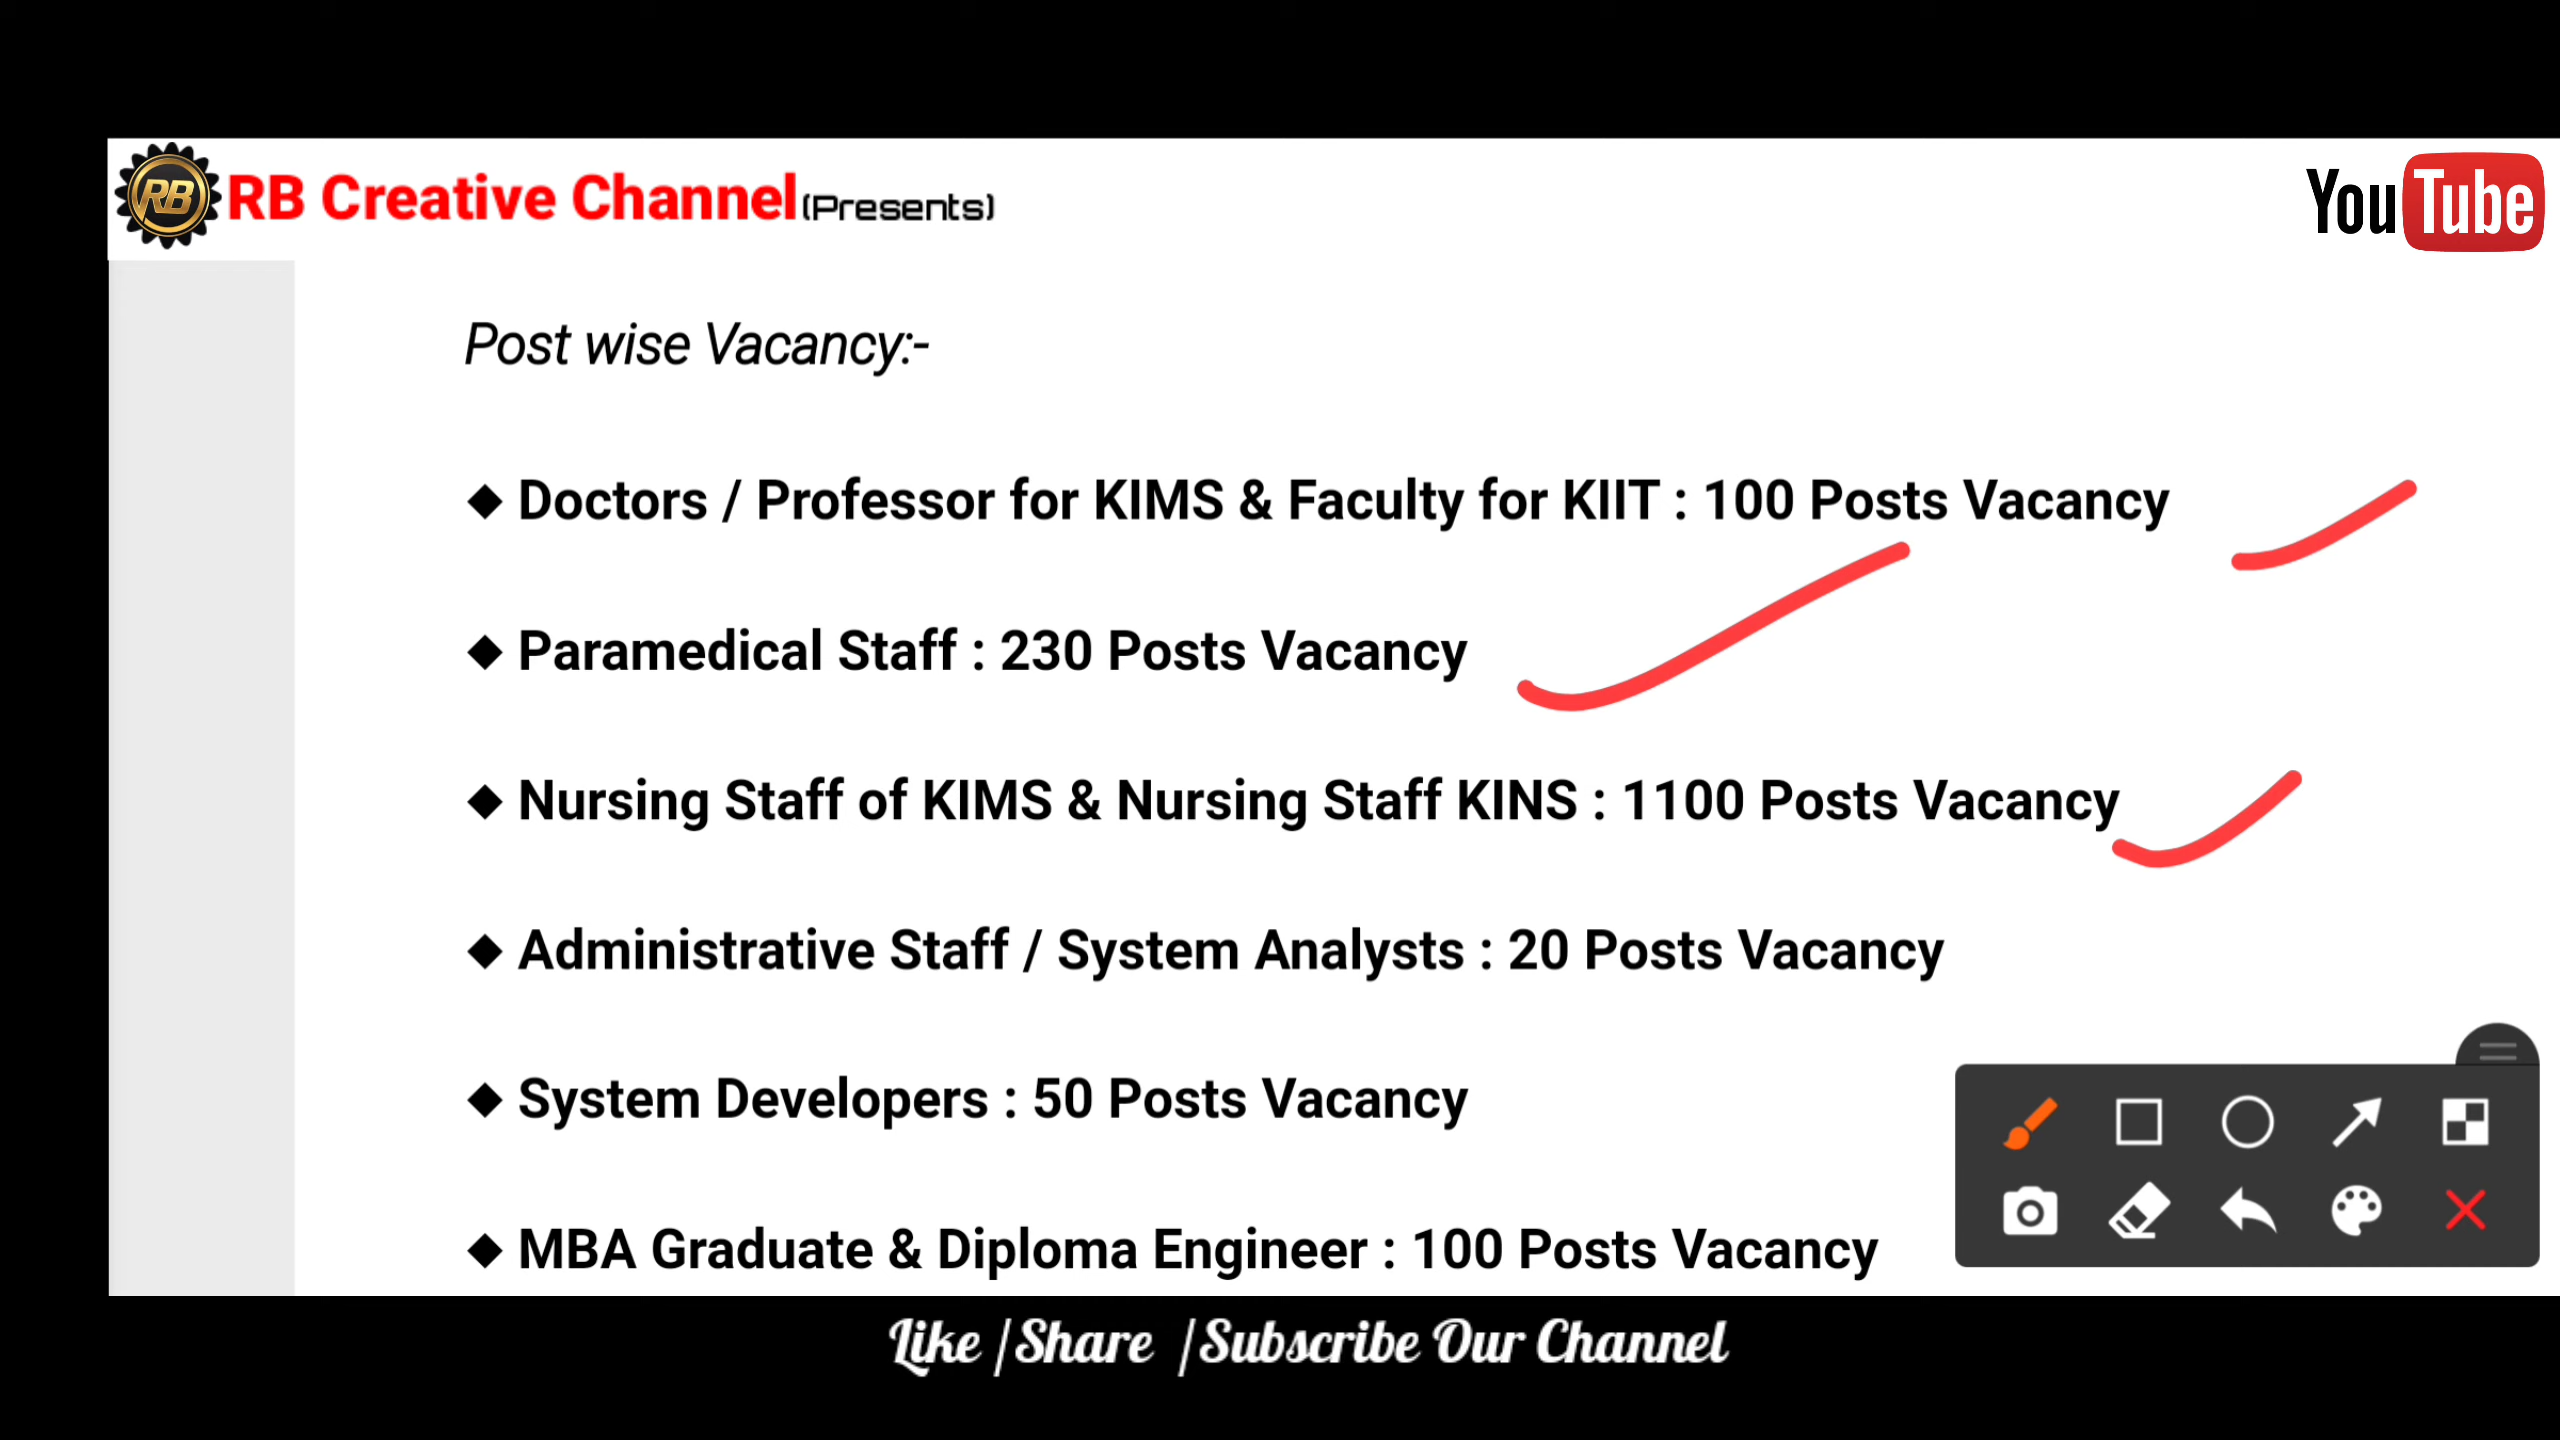 RB RB Creative Channel (Presents)
YouTube
Post wise Vacancy:-
◆ Doctors / Professor for KIMS & Faculty for KIIT : 100 Posts Vacancy
◆ Paramedical Staff : 230 Posts Vacancy
◆ Nursing Staff of KIMS & Nursing Staff KINS : 1100 Posts Vacancy
◆ Administrative Staff / System Analysts : 20 Posts Vacancy
◆ System Developers : 50 Posts Vacancy
◆ MBA Graduate & Diploma Engineer : 100 Posts Vacancy
Like /Share /Subscribe Our Channel